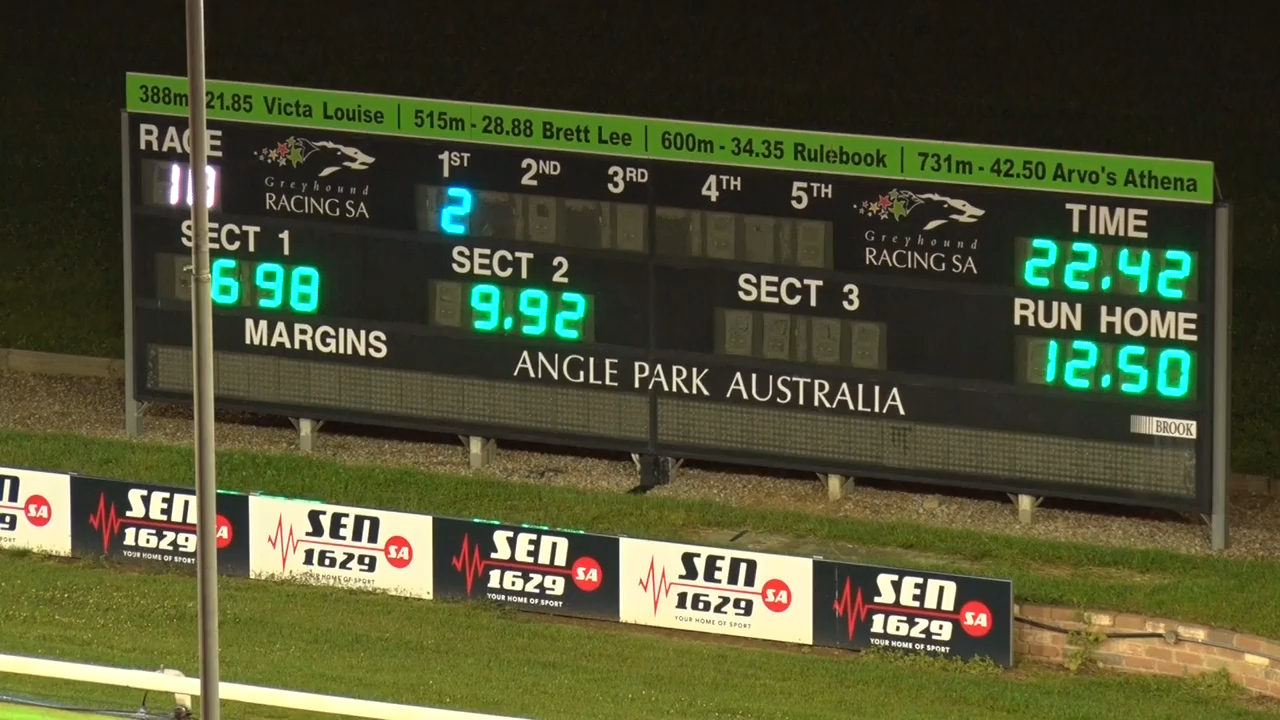 388m 21.85 Victa Louise | 515m - 28.88 Brett Lee | 600m - 34.35 Rulebook | 731m - 42.50 Arvo's Athena
RACE
Greyhound
RACING SA
1ST 2ND 3RD 4TH 5TH
2
Greyhound
RACING SA
TIME
22.42
SECT 1
6 98
SECT 2
9.92
SECT 3
RUN HOME
12.50
MARGINS
ANGLE PARK AUSTRALIA
BROOK
9 SA
SEN
1629
SA
YOUR HOME OF SPORT
SEN
1629
SA
YOUR HOME OF SPORT
SEN
1629
SA
YOUR HOME OF SPORT
SEN
1629
SA
YOUR HOME OF SPORT
SEN
1629
SA
YOUR HOME OF SPORT